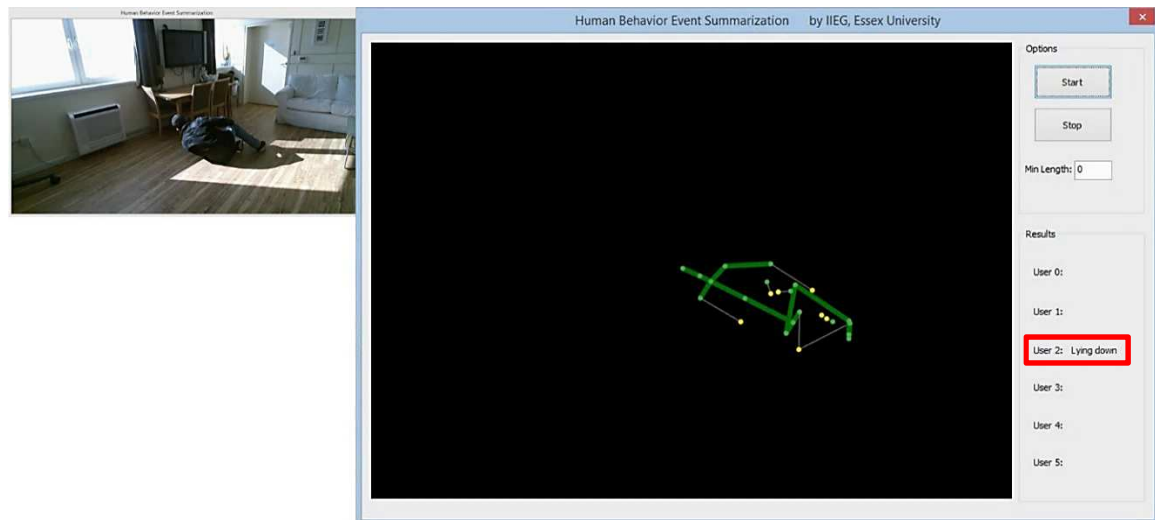 Human Behavior Event Summarization
Human Behavior Event Summarization by IIEG, Essex University
Options
Start
Stop
Min Length: 0
Results
User 0:
User 1:
User 2: Lying down
User 3:
User 4:
User 5: